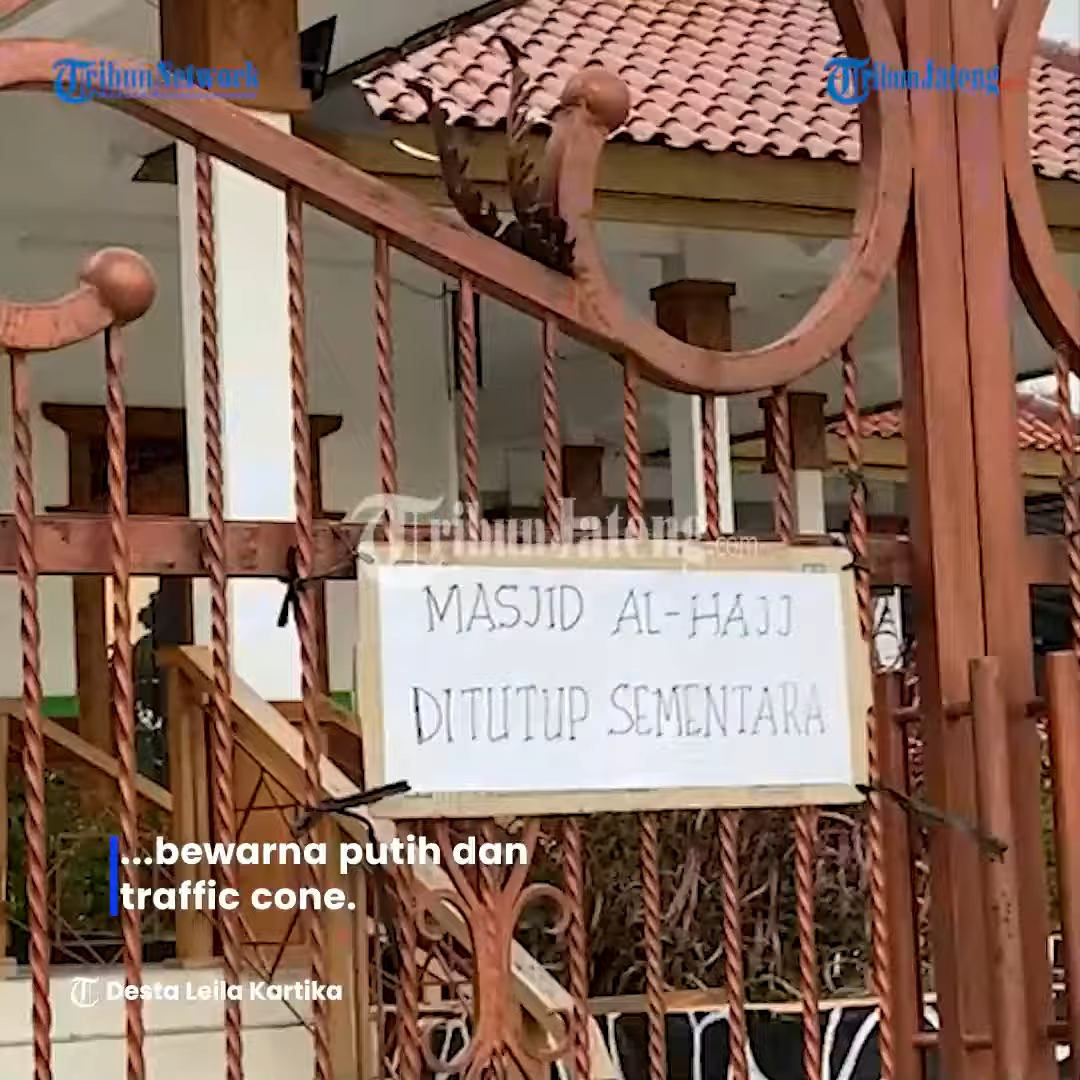 TribunNetwork
TribunJateng
TribunJateng.com
MASJID AL-HAJJ
DITUTUP SEMENTARA
...bewarna putih dan
traffic cone.
Desta Leila Kartika